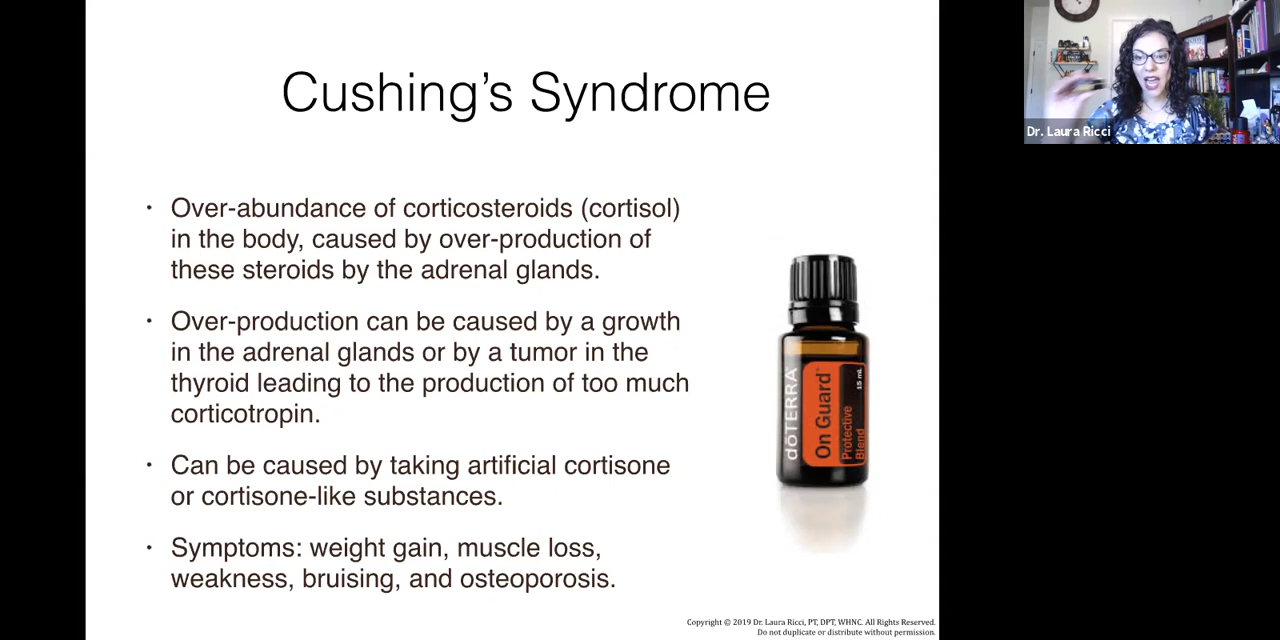 Cushing’s Syndrome
Dr. Laura Ricci
• Over-abundance of corticosteroids (cortisol)
in the body, caused by over-production of
these steroids by the adrenal glands.
• Over-production can be caused by a growth
in the adrenal glands or by a tumor in the
thyroid leading to the production of too much
corticotropin.
• Can be caused by taking artificial cortisone
or cortisone-like substances.
• Symptoms: weight gain, muscle loss,
weakness, bruising, and osteoporosis.
dōTERRA
On Guard™
Protective
Blend
15 mL
Copyright © 2019 Dr. Laura Ricci, PT, DPT, WHNC. All Rights Reserved.
Do not duplicate or distribute without permission.